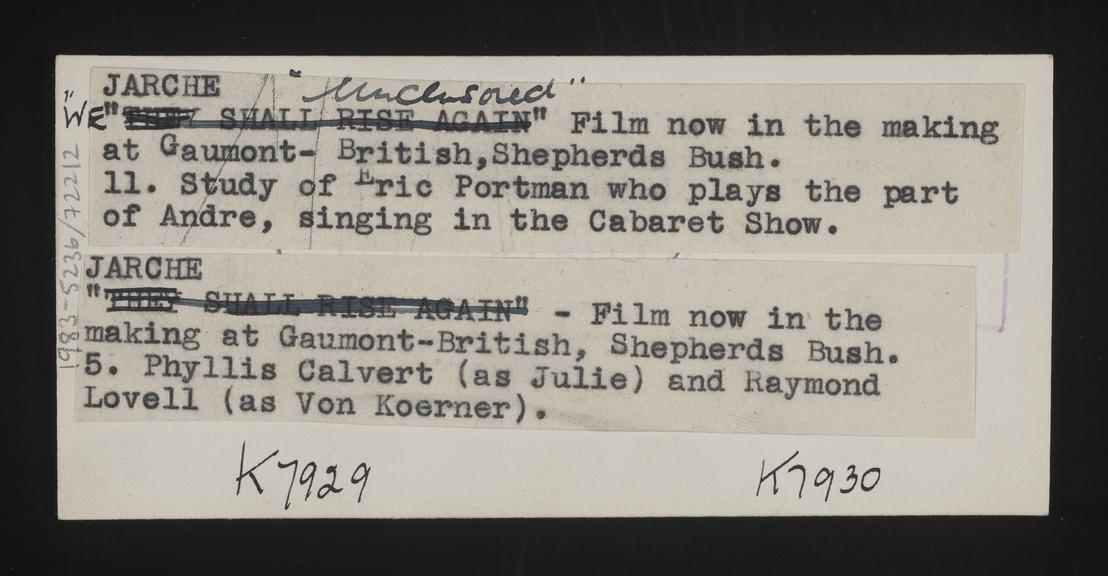 JARCHE "Uncensored"
"WE" "THEY SHALL RISE AGAIN" Film now in the making
at Gaumont- British,Shepherds Bush.
11. Study of Eric Portman who plays the part
of Andre, singing in the Cabaret Show.
1983-5236/72212
JARCHE
"THEY SHALL RISE AGAIN" - Film now in the
making at Gaumont-British, Shepherds Bush.
5. Phyllis Calvert (as Julie) and Raymond
Lovell (as Von Koerner).
K7929 K7930